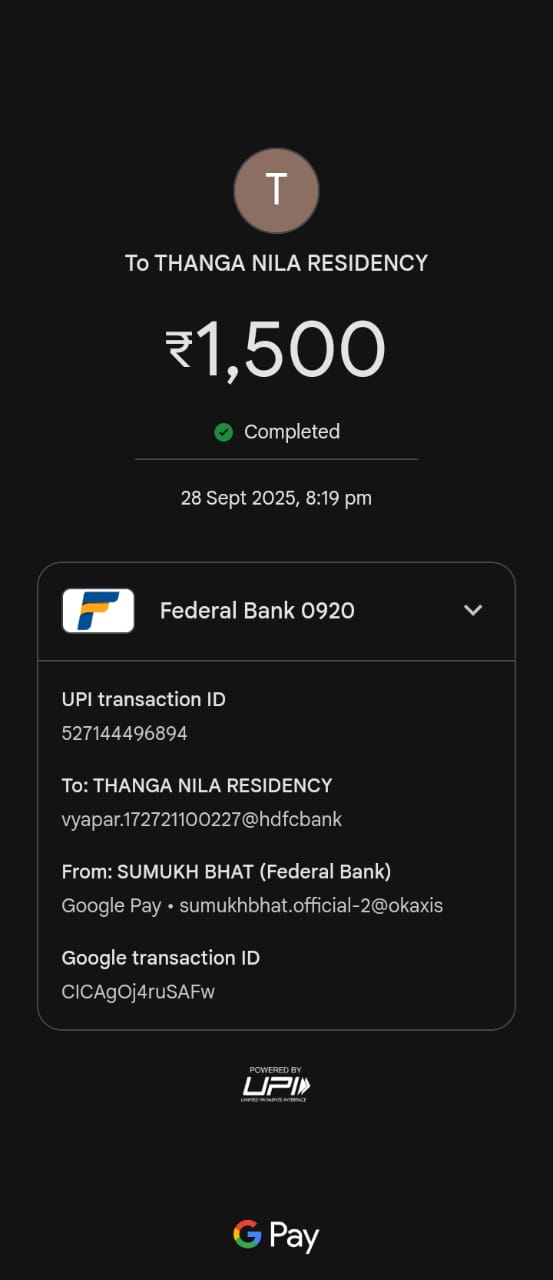 T
To THANGA NILA RESIDENCY
₹1,500
Completed
28 Sept 2025, 8:19 pm
Federal Bank 0920
UPI transaction ID
527144496894
To: THANGA NILA RESIDENCY
vyapar.172721100227@hdfcbank
From: SUMUKH BHAT (Federal Bank)
Google Pay • sumukhbhat.official-2@okaxis
Google transaction ID
CICAgOj4ruSAFw
POWERED BY
UPI
UNIFIED PAYMENTS INTERFACE
G Pay